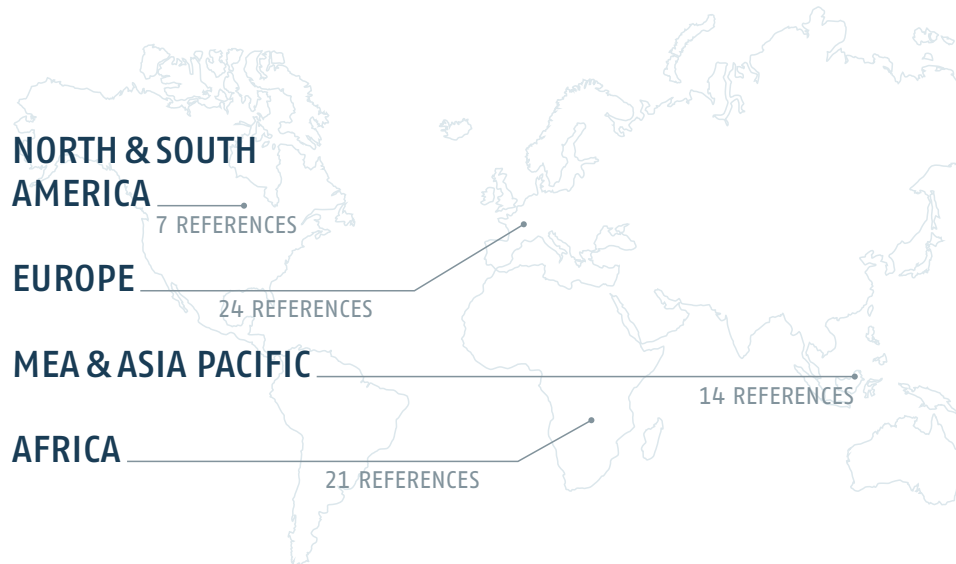 NORTH & SOUTH
AMERICA
7 REFERENCES
EUROPE
24 REFERENCES
MEA & ASIA PACIFIC
14 REFERENCES
AFRICA
21 REFERENCES